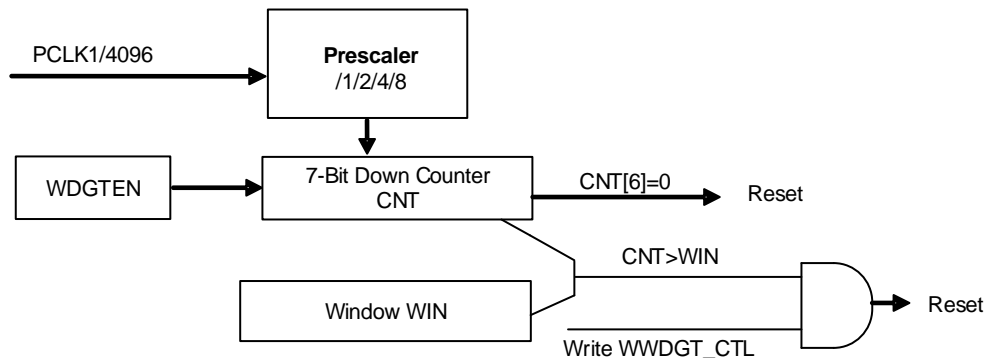 PCLK1/4096
Prescaler
/1/2/4/8
WDGTEN
7-Bit Down Counter
CNT
CNT[6]=0
Reset
CNT>WIN
Window WIN
Reset
Write WWDGT_CTL